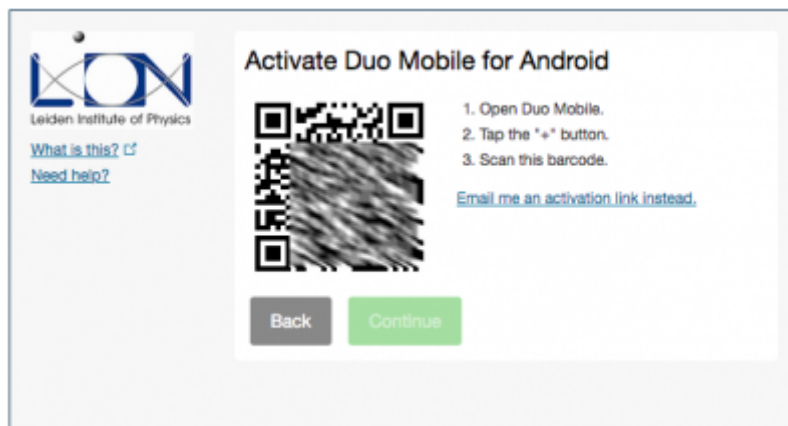 LION
Leiden Institute of Physics
What is this?
Need help?
Activate Duo Mobile for Android
1. Open Duo Mobile.
2. Tap the "+" button.
3. Scan this barcode.
Email me an activation link instead.
Back
Continue